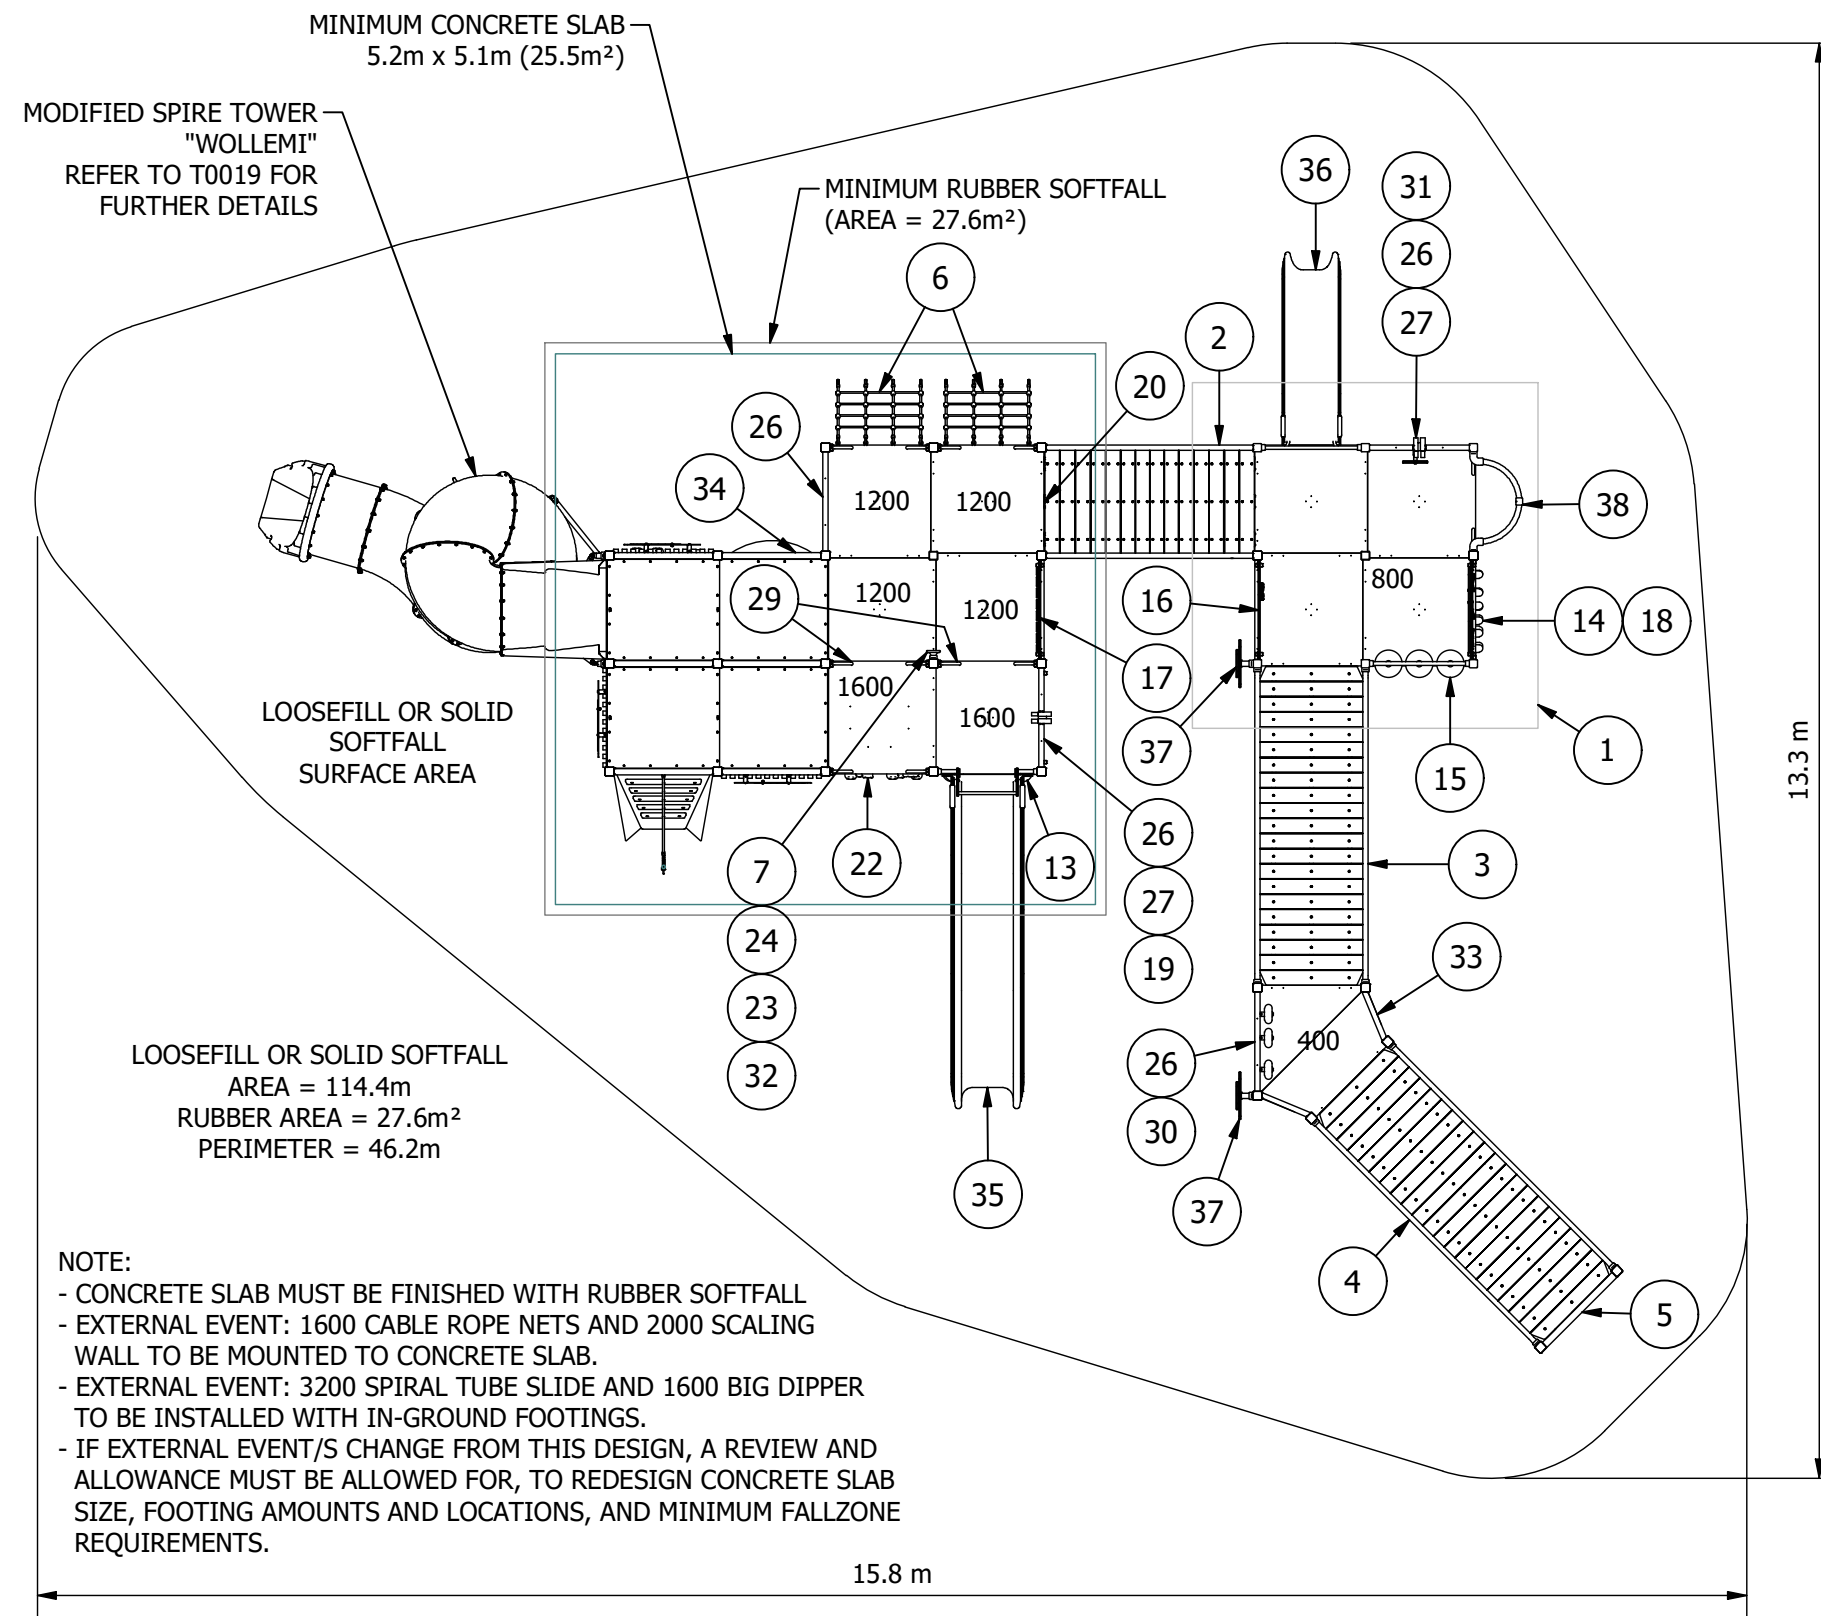 MINIMUM CONCRETE SLAB
5.2m x 5.1m (25.5m²)
MODIFIED SPIRE TOWER
"WOLLEMI"
REFER TO T0019 FOR
FURTHER DETAILS
MINIMUM RUBBER SOFTFALL
(AREA = 27.6m²)
36
31
26
27
6
2
20
26
34
38
1200
1200
29
1200
1200
800
16
14
18
17
1600
1600
37
1
15
LOOSEFILL OR SOLID
SOFTFALL
SURFACE AREA
13.3 m
7
22
13
26
3
24
27
23
19
33
32
400
26
30
LOOSEFILL OR SOLID SOFTFALL
AREA = 114.4m
RUBBER AREA = 27.6m²
PERIMETER = 46.2m
35
37
4
5
NOTE:
- CONCRETE SLAB MUST BE FINISHED WITH RUBBER SOFTFALL
- EXTERNAL EVENT: 1600 CABLE ROPE NETS AND 2000 SCALING
WALL TO BE MOUNTED TO CONCRETE SLAB.
- EXTERNAL EVENT: 3200 SPIRAL TUBE SLIDE AND 1600 BIG DIPPER
TO BE INSTALLED WITH IN-GROUND FOOTINGS.
- IF EXTERNAL EVENT/S CHANGE FROM THIS DESIGN, A REVIEW AND
ALLOWANCE MUST BE ALLOWED FOR, TO REDESIGN CONCRETE SLAB
SIZE, FOOTING AMOUNTS AND LOCATIONS, AND MINIMUM FALLZONE
REQUIREMENTS.
15.8 m